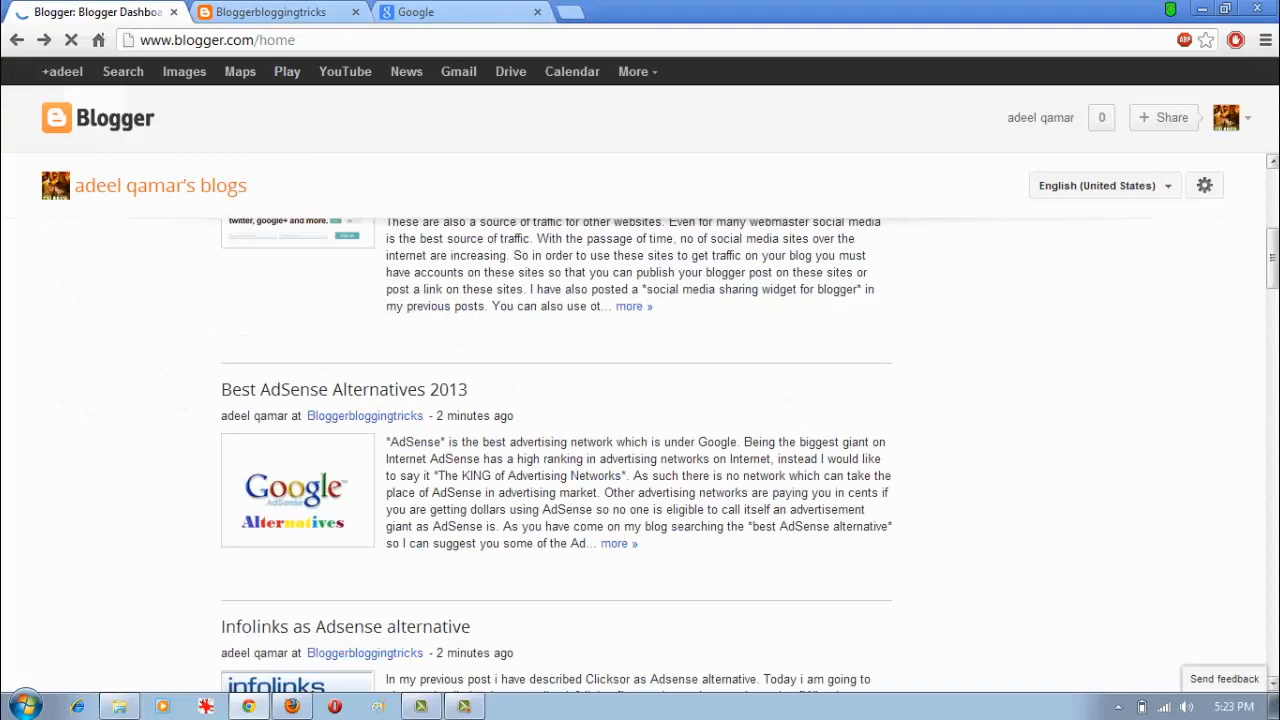 Blogger: Blogger Dashboa
Bloggerbloggingtricks
Google
www.blogger.com/home
ABP
+adeel Search Images Maps Play YouTube News Gmail Drive Calendar More
Blogger
adeel qamar 0 + Share
adeel qamar's blogs
English (United States)
twitter, google+ and more.
These are also a source of traffic for other websites. Even for many webmaster social media
is the best source of traffic. With the passage of time, no of social media sites over the
internet are increasing. So in order to use these sites to get traffic on your blog you must
have accounts on these sites so that you can publish your blogger post on these sites or
post a link on these sites. I have also posted a *social media sharing widget for blogger* in
my previous posts. You can also use ot... more »
Best AdSense Alternatives 2013
adeel qamar at Bloggerbloggingtricks - 2 minutes ago
Google
AdSense
Alternatives
*AdSense* is the best advertising network which is under Google. Being the biggest giant on
Internet AdSense has a high ranking in advertising networks on Internet, instead I would like
to say it *The KING of Advertising Networks*. As such there is no network which can take the
place of AdSense in advertising market. Other advertising networks are paying you in cents if
you are getting dollars using AdSense so no one is eligible to call itself an advertisement
giant as AdSense is. As you have come on my blog searching the *best AdSense alternative*
so I can suggest you some of the Ad... more »
Infolinks as Adsense alternative
adeel qamar at Bloggerbloggingtricks - 2 minutes ago
infolinks
In my previous post i have described Clicksor as Adsense alternative. Today i am going to
Send feedback
5:23 PM